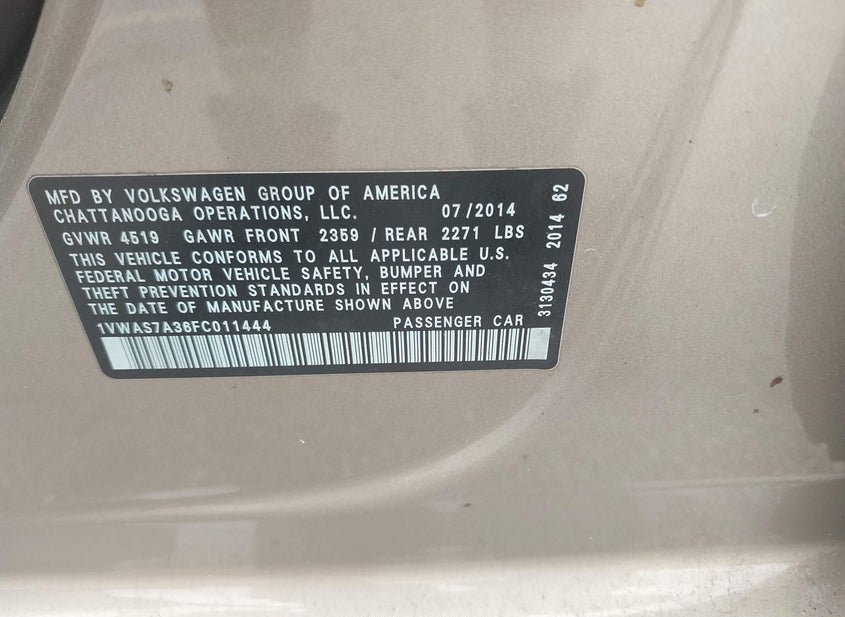 MFD BY VOLKSWAGEN GROUP OF AMERICA
CHATTANOOGA OPERATIONS, LLC. 07/2014
GVWR 4519 GAWR FRONT 2359 / REAR 2271 LBS
THIS VEHICLE CONFORMS TO ALL APPLICABLE U.S.
FEDERAL MOTOR VEHICLE SAFETY, BUMPER AND
THEFT PREVENTION STANDARDS IN EFFECT ON
THE DATE OF MANUFACTURE SHOWN ABOVE
1VWAS7A36FC011444 PASSENGER CAR
3130434 2014 62